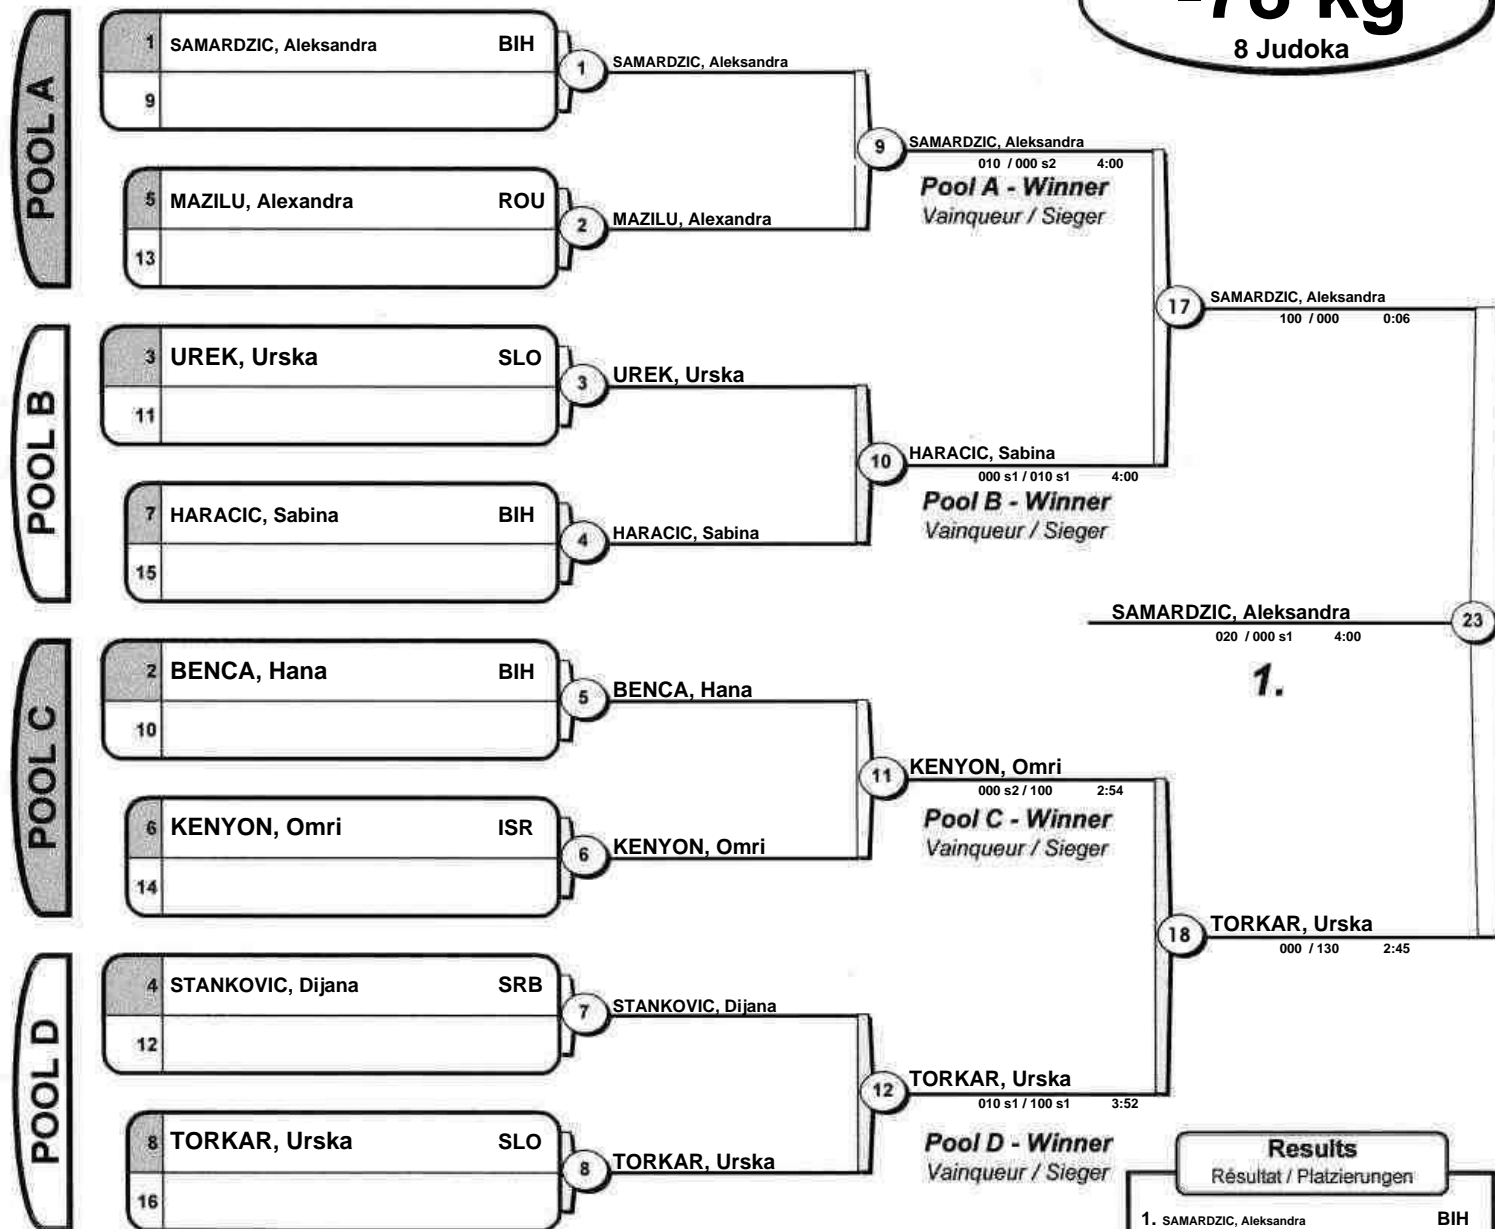 -78 kg
8 Judoka
POOL A
1 SAMARDZIC, Aleksandra BIH
9
1 SAMARDZIC, Aleksandra
5 MAZILU, Alexandra ROU
13
2 MAZILU, Alexandra
9 SAMARDZIC, Aleksandra
010 / 000 s2 4:00
Pool A - Winner
Vainqueur / Sieger
POOL B
3 UREK, Urska SLO
11
3 UREK, Urska
7 HARACIC, Sabina BIH
15
4 HARACIC, Sabina
10 HARACIC, Sabina
000 s1 / 010 s1 4:00
Pool B - Winner
Vainqueur / Sieger
17 SAMARDZIC, Aleksandra
100 / 000 0:06
SAMARDZIC, Aleksandra 23
020 / 000 s1 4:00
1.
POOL C
2 BENCA, Hana BIH
10
5 BENCA, Hana
6 KENYON, Omri ISR
14
6 KENYON, Omri
11 KENYON, Omri
000 s2 / 100 2:54
Pool C - Winner
Vainqueur / Sieger
POOL D
4 STANKOVIC, Dijana SRB
12
7 STANKOVIC, Dijana
8 TORKAR, Urska SLO
16
8 TORKAR, Urska
12 TORKAR, Urska
010 s1 / 100 s1 3:52
Pool D - Winner
Vainqueur / Sieger
18 TORKAR, Urska
000 / 130 2:45
Results
Résultat / Platzierungen
1. SAMARDZIC, Aleksandra BIH